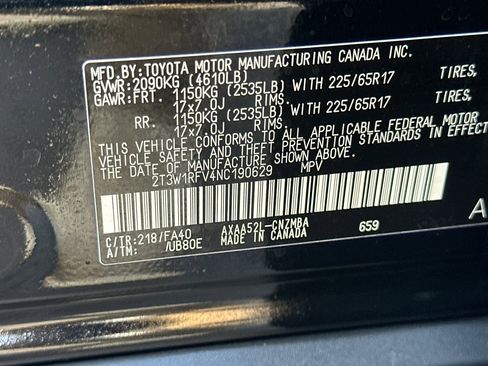 MFD.BY:TOYOTA MOTOR MANUFACTURING CANADA INC.
GVWR:2090KG (4610LB)
GAWR:FRT. 1150KG (2535LB) WITH 225/65R17 TIRES,
17x7.0J RIMS.
RR. 1150KG (2535LB) WITH 225/65R17 TIRES,
17x7.0J RIMS.
THIS VEHICLE CONFORMS TO ALL APPLICABLE FEDERAL MOTOR
VEHICLE SAFETY AND BUMPER STANDARDS IN EFFECT
THE DATE OF MANUFACTURE SHOWN ABOVE.
2T3W1RFV4NC190629 MPV
C/TR:218/FA40 AXAA52L-CNZMBA 659
A/TM: /UB80E MADE IN CANADA
A